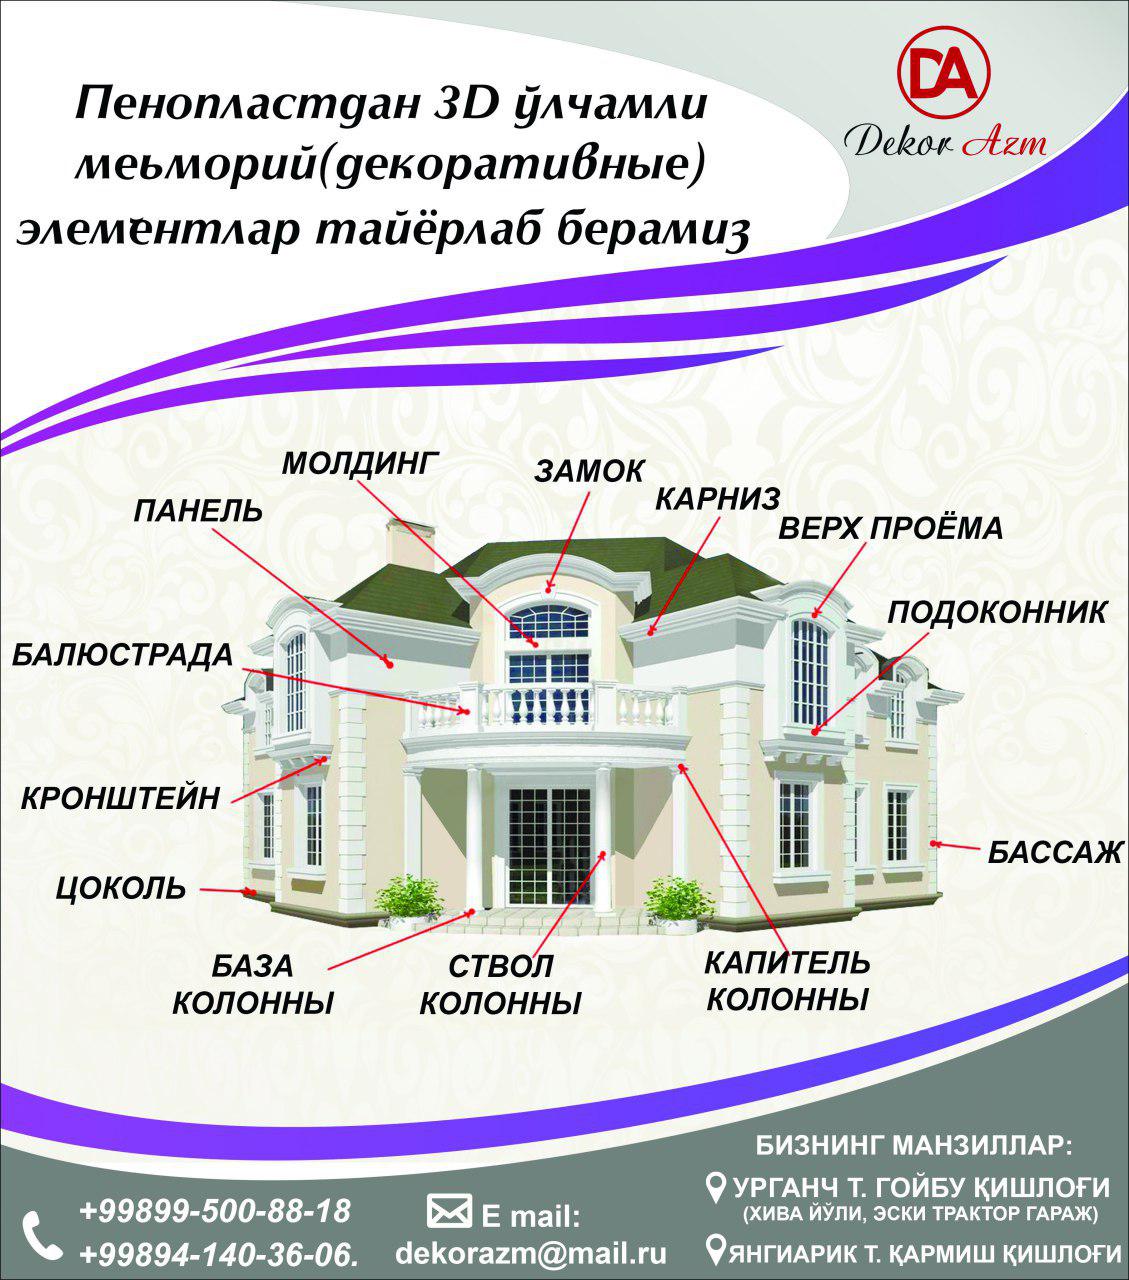 DA
Dekor Azm
Пенопластдан 3D ўлчамли
меьморий(декоративные)
элементлар тайёрлаб берамиз
МОЛДИНГ
ЗАМОК
КАРНИЗ
ПАНЕЛЬ
ВЕРХ ПРОЁМА
ПОДОКОННИК
БАЛЮСТРАДА
КРОНШТЕЙН
БАССАЖ
ЦОКОЛЬ
БАЗА
КОЛОННЫ
СТВОЛ
КОЛОННЫ
КАПИТЕЛЬ
КОЛОННЫ
+99899-500-88-18
+99894-140-36-06.
E mail:
dekorazm@mail.ru
БИЗНИНГ МАНЗИЛЛАР:
УРГАНЧ Т. ГОЙБУ ҚИШЛОҒИ
(ХИВА ЙЎЛИ, ЭСКИ ТРАКТОР ГАРАЖ)
ЯНГИАРИК Т. ҚАРМИШ ҚИШЛОҒИ